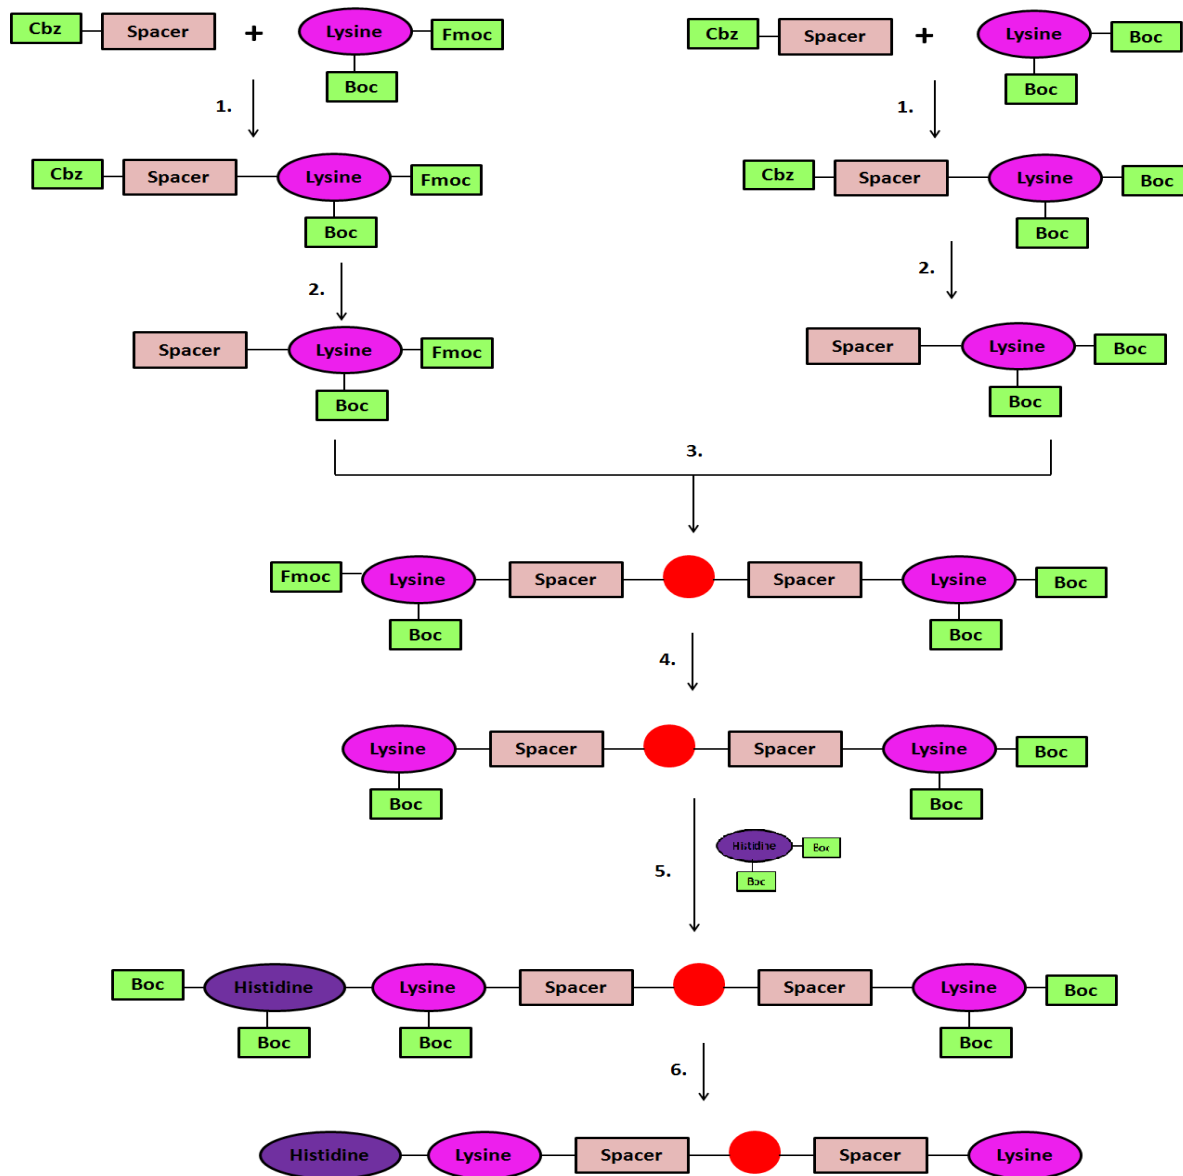 Cbz Spacer + Lysine Fmoc
Boc
Cbz Spacer + Lysine Boc
Boc
1.
1.
Cbz Spacer Lysine Fmoc
Boc
Cbz Spacer Lysine Boc
Boc
2.
2.
Spacer Lysine Fmoc
Boc
Spacer Lysine Boc
Boc
3.
Fmoc Lysine Spacer Spacer Lysine Boc
Boc Boc
4.
Lysine Spacer Spacer Lysine Boc
Boc Boc
5.
Histidine Boc
Boc
Boc Histidine Lysine Spacer Spacer Lysine Boc
Boc Boc Boc
6.
Histidine Lysine Spacer Spacer Lysine